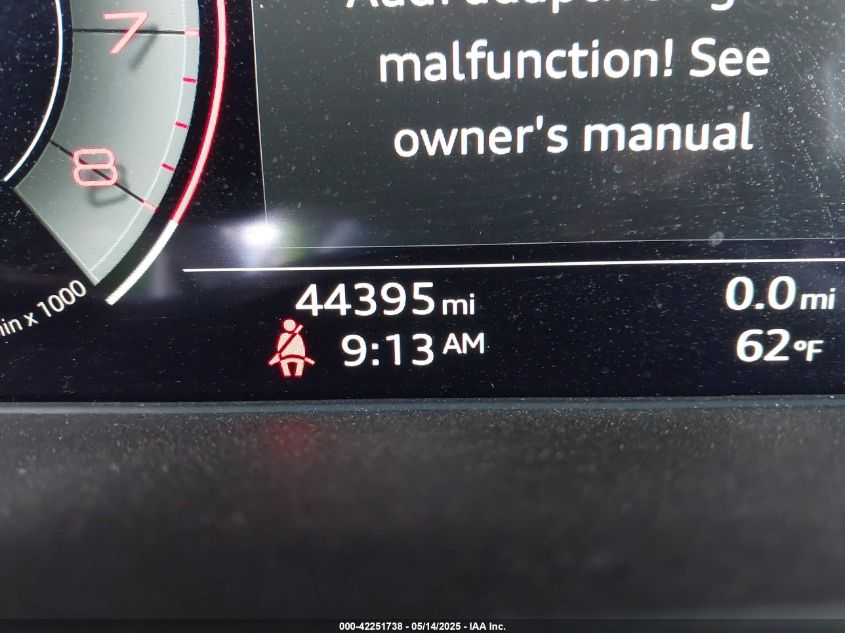 7
malfunction! See
owner's manual
8
x 1000
44395 mi 0.0 mi
9:13 AM 62 °F
000-42251738 - 05/14/2025 - IAA Inc.